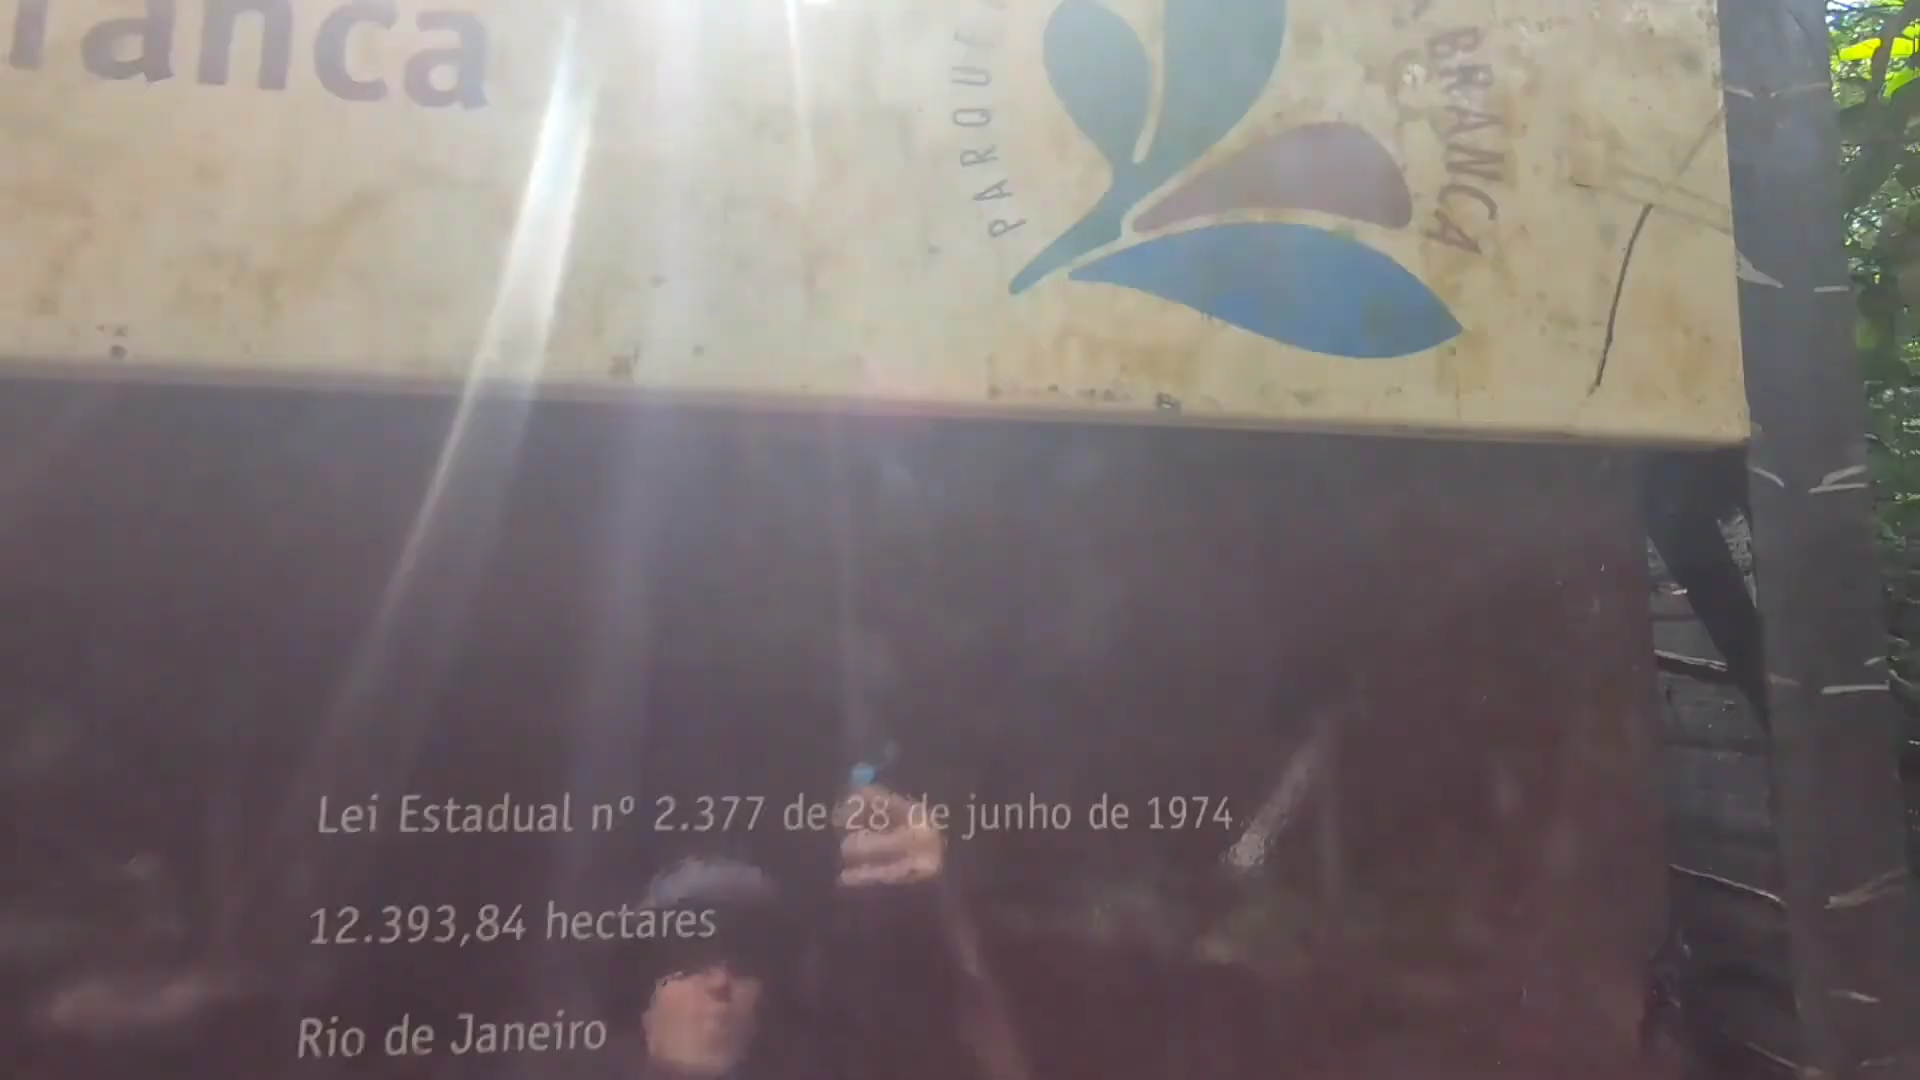 ranca
PARQUE
BRANCA
Lei Estadual nº 2.377 de 28 de junho de 1974
12.393,84 hectares
Rio de Janeiro